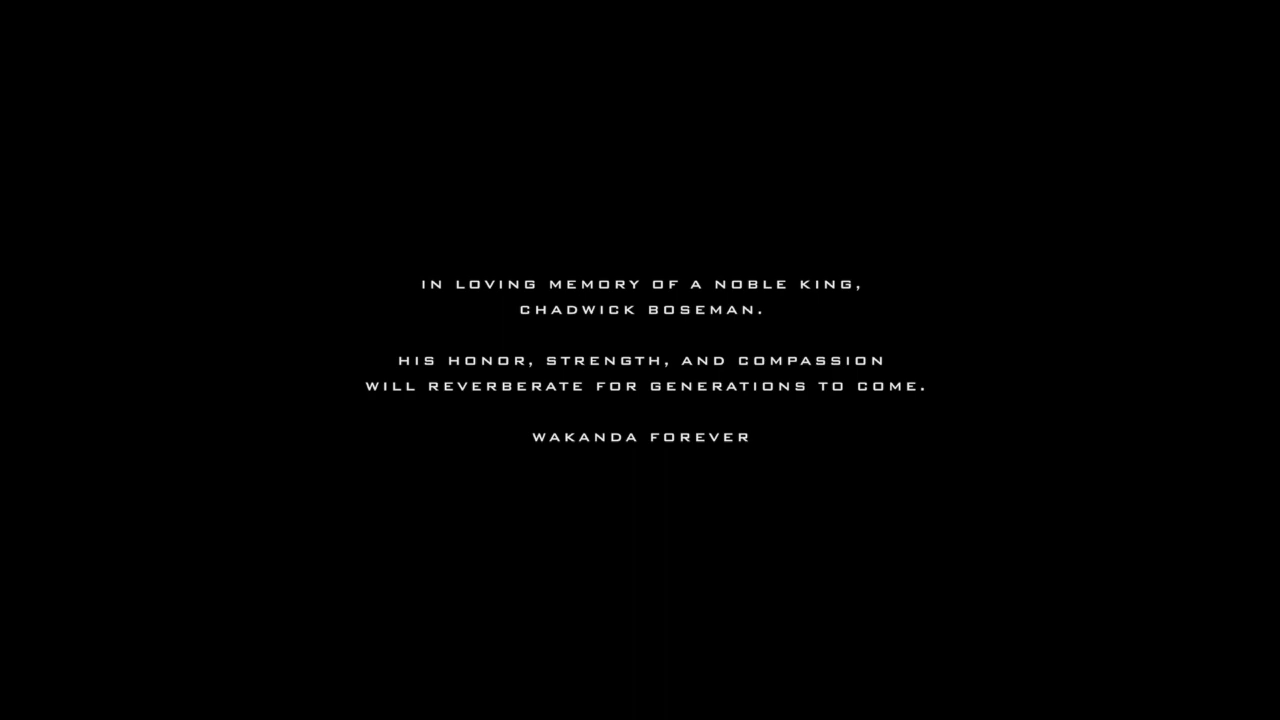 IN LOVING MEMORY OF A NOBLE KING,
CHADWICK BOSEMAN.
HIS HONOR, STRENGTH, AND COMPASSION
WILL REVERBERATE FOR GENERATIONS TO COME.
WAKANDA FOREVER